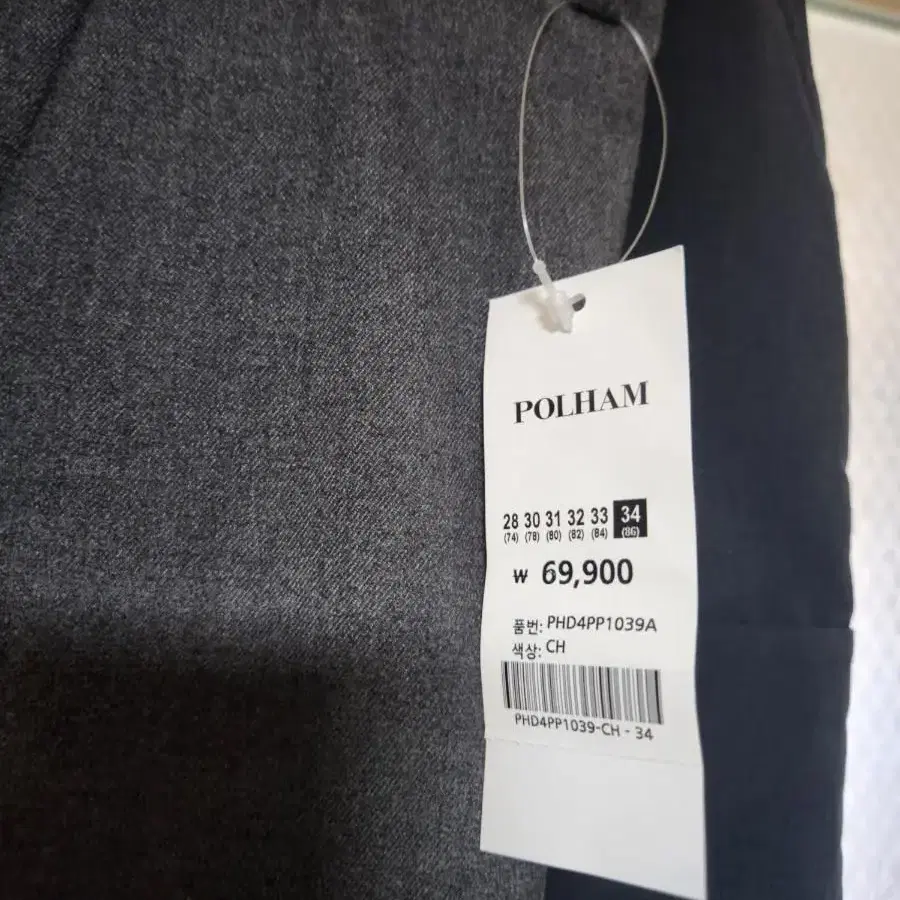 POLHAM
28 30 31 32 33 34
(74) (78) (80) (82) (84) (86)
₩ 69,900
품번: PHD4PP1039A
색상: CH
PHD4PP1039-CH - 34